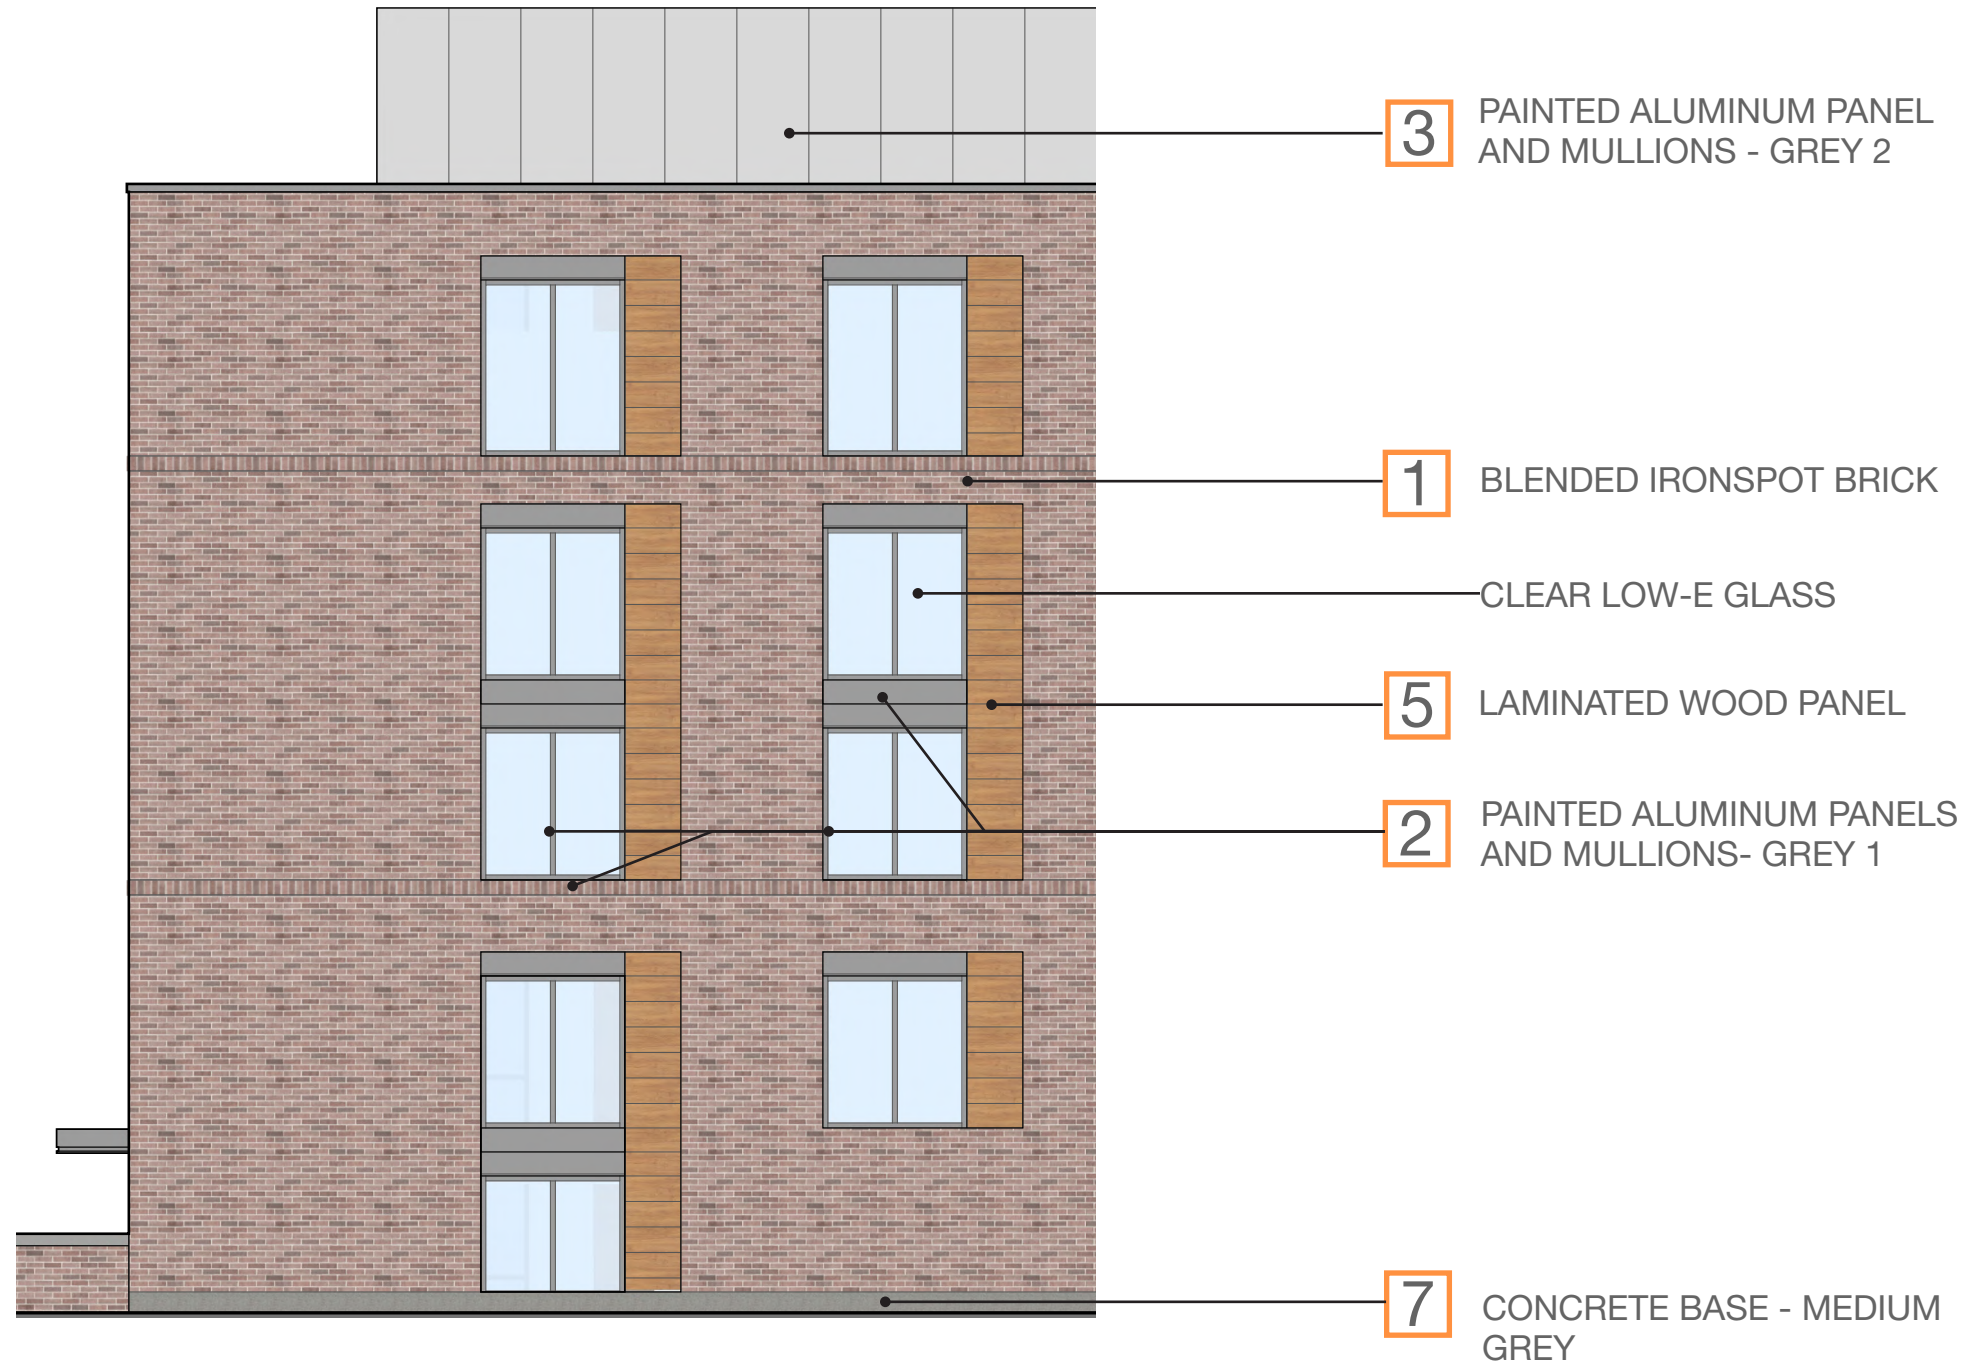 3
PAINTED ALUMINUM PANEL
AND MULLIONS - GREY 2
1
BLENDED IRONSPOT BRICK
CLEAR LOW-E GLASS
5
LAMINATED WOOD PANEL
2
PAINTED ALUMINUM PANELS
AND MULLIONS- GREY 1
7
CONCRETE BASE - MEDIUM
GREY